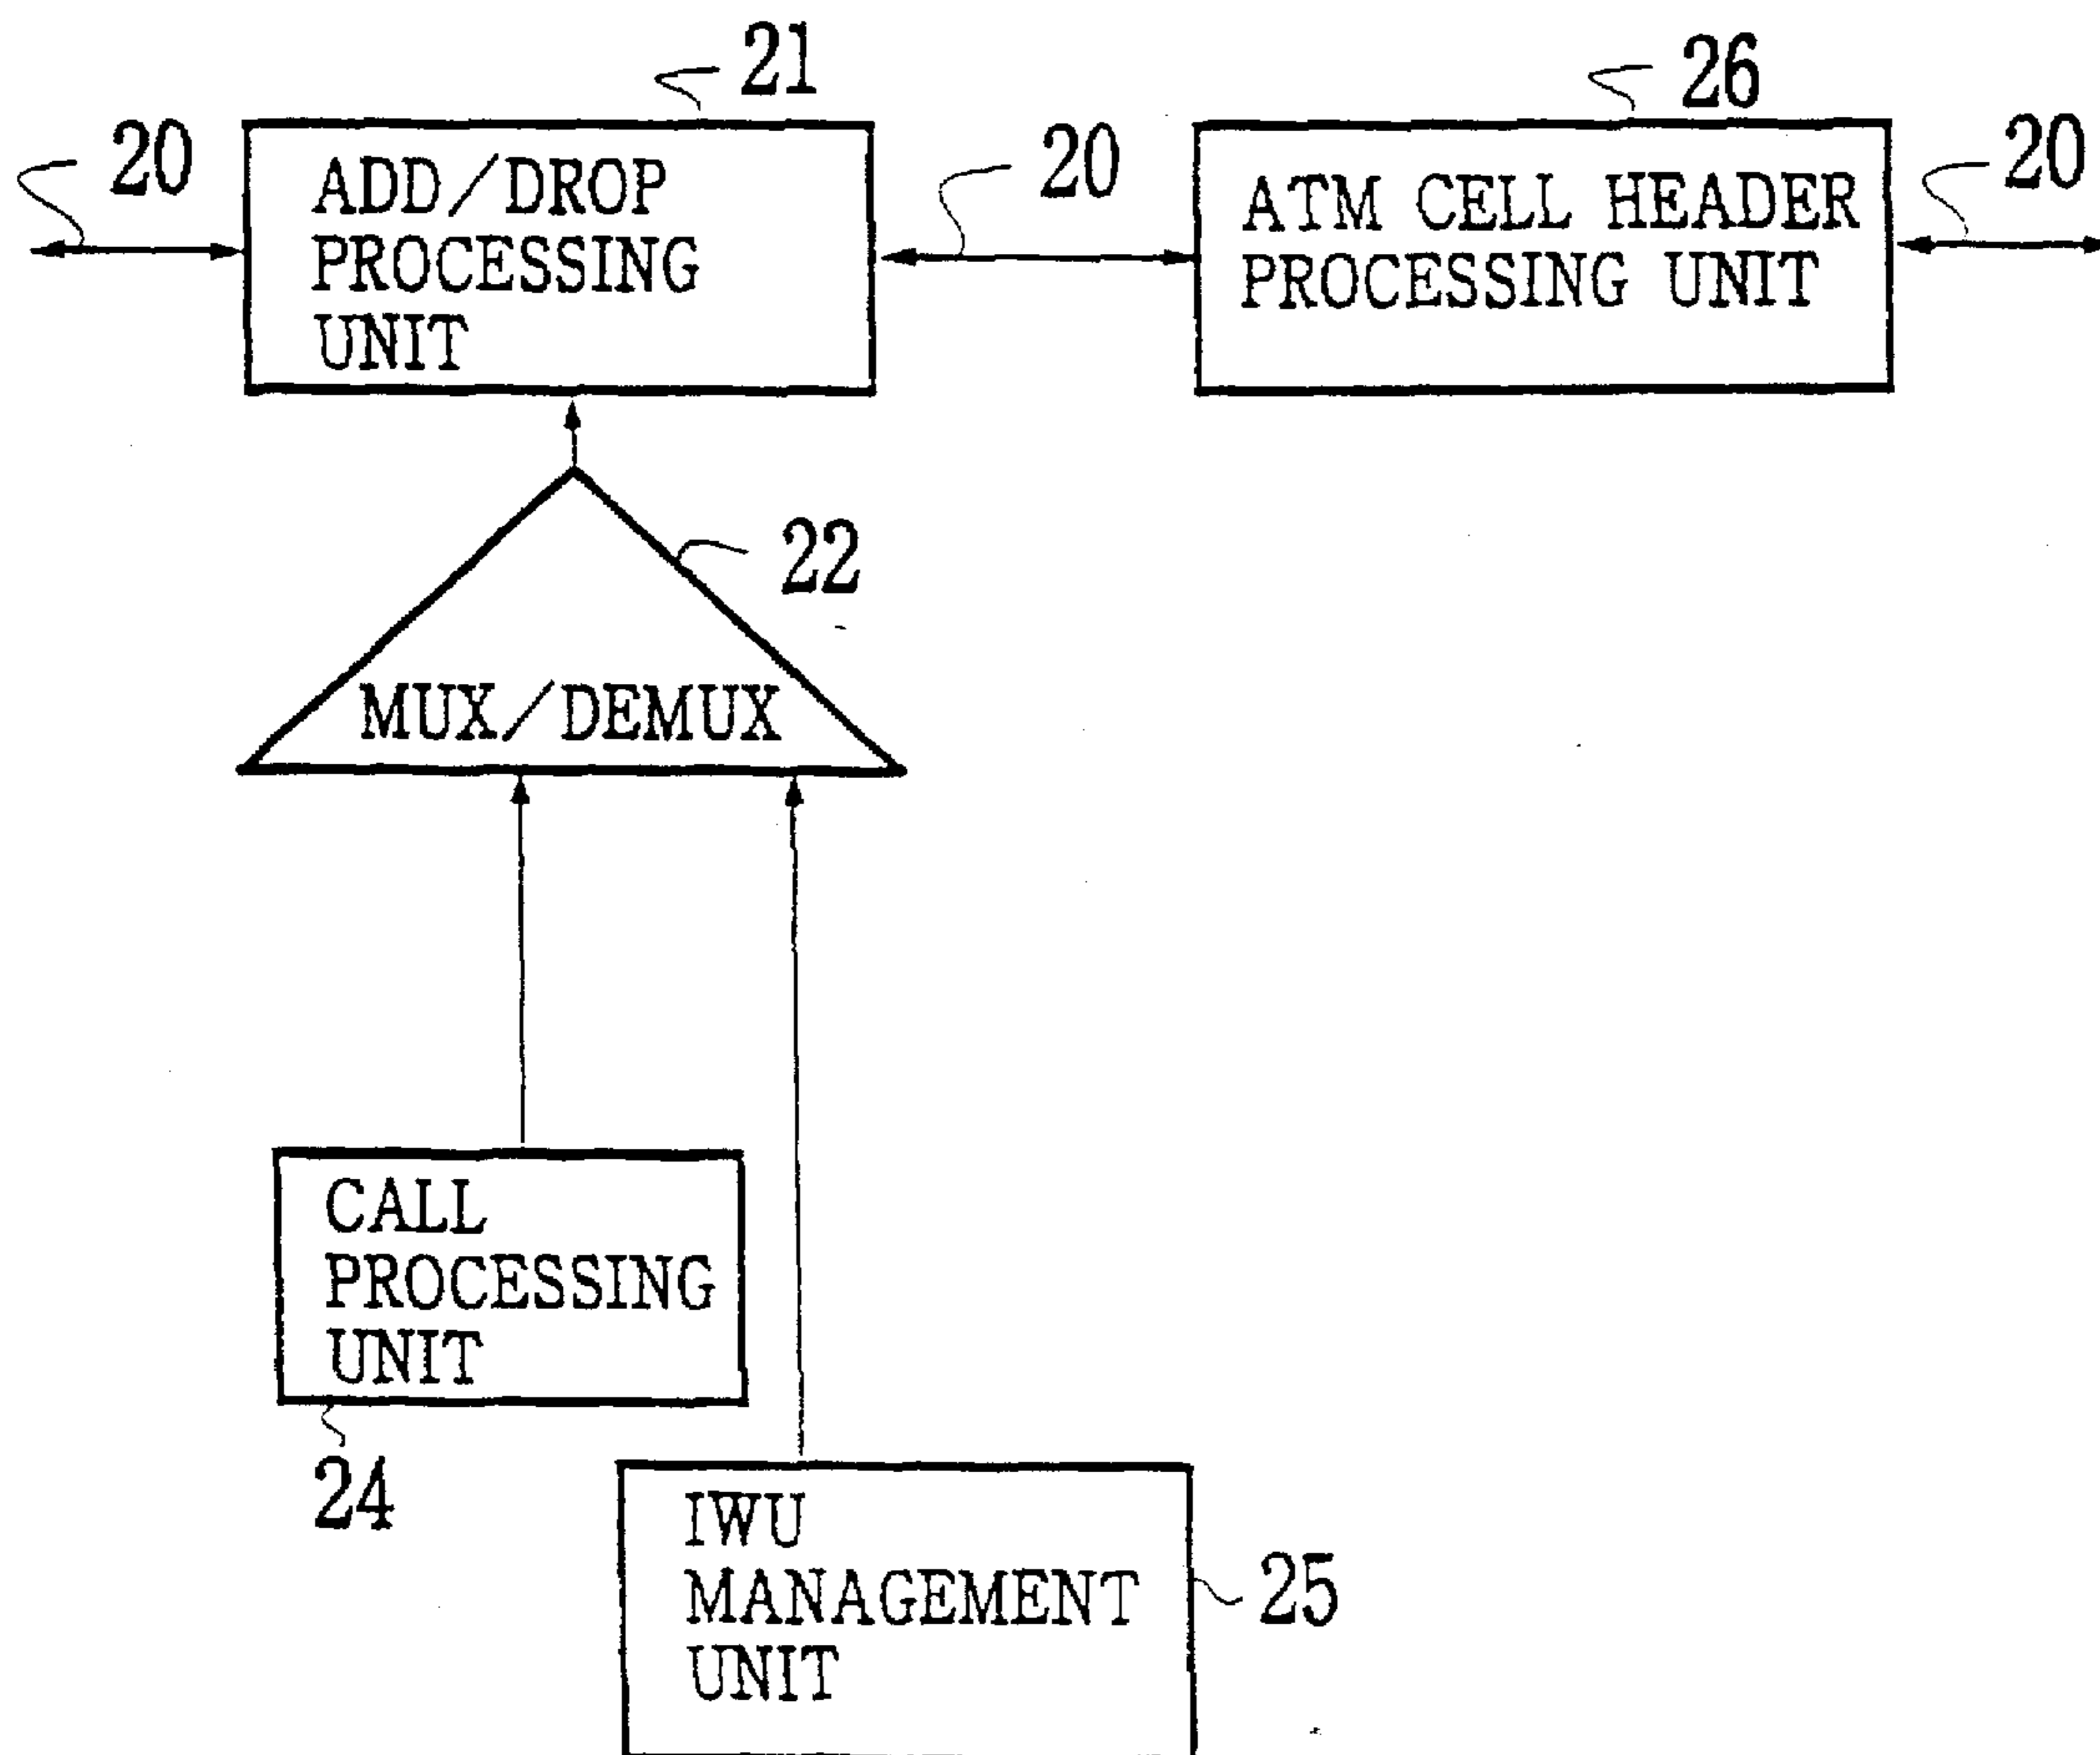 21
26
20
20
20
ADD/DROP
PROCESSING
UNIT
ATM CELL HEADER
PROCESSING UNIT
22
MUX/DEMUX
CALL
PROCESSING
UNIT
24
IWU
MANAGEMENT
UNIT
25